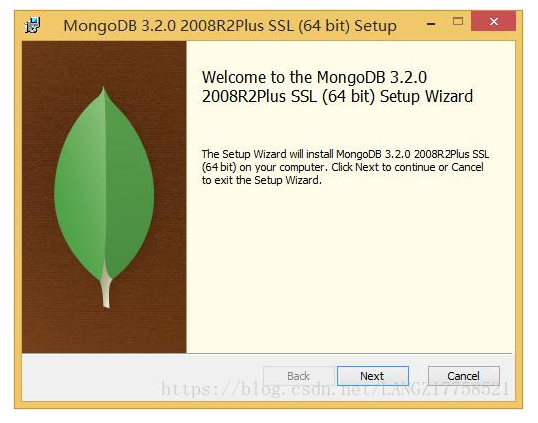 MongoDB 3.2.0 2008R2Plus SSL (64 bit) Setup
Welcome to the MongoDB 3.2.0
2008R2Plus SSL (64 bit) Setup Wizard
The Setup Wizard will install MongoDB 3.2.0 2008R2Plus SSL
(64 bit) on your computer. Click Next to continue or Cancel
to exit the Setup Wizard.
Back Next Cancel
https://blog.csdn.net/LANGZI7758521